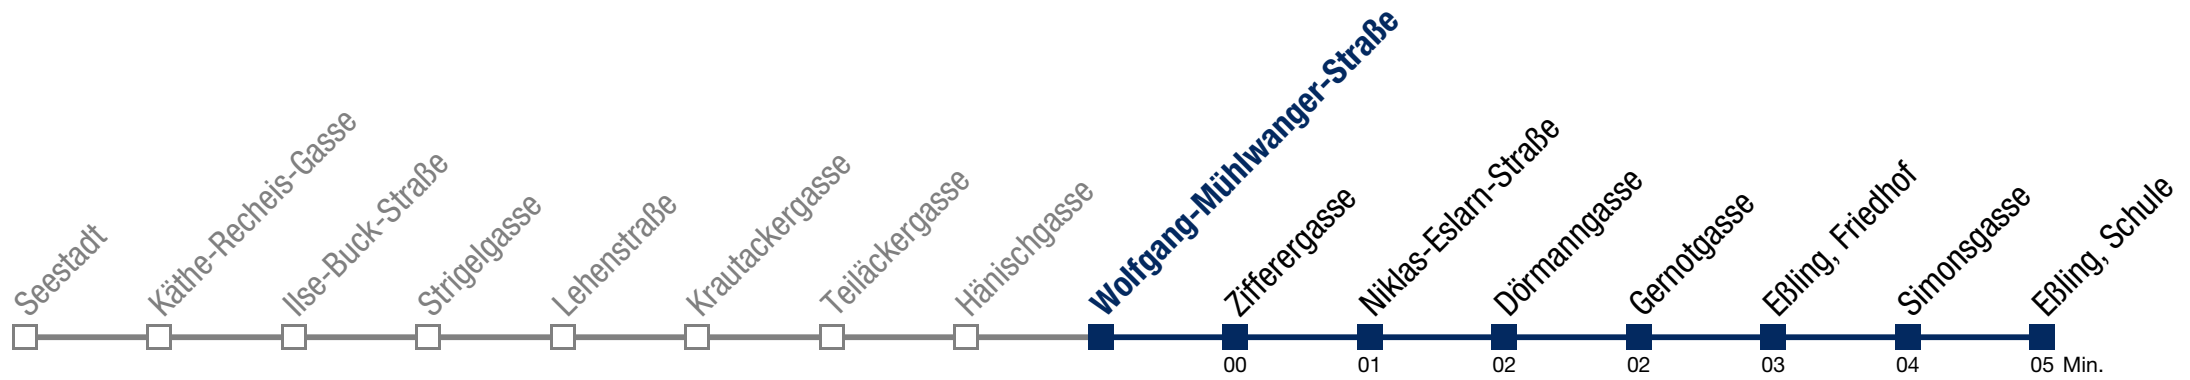 Seestadt
Käthe-Recheis-Gasse
Ilse-Buck-Straße
Strigelgasse
Lehenstraße
Krautackergasse
Teiläckergasse
Hänischgasse
Wolfgang-Mühlwanger-Straße
Zifferergasse
Niklas-Eslarn-Straße
Dörmanngasse
Gernotgasse
Eßling, Friedhof
Simonsgasse
Eßling, Schule
00 01 02 02 03 04 05 Min.